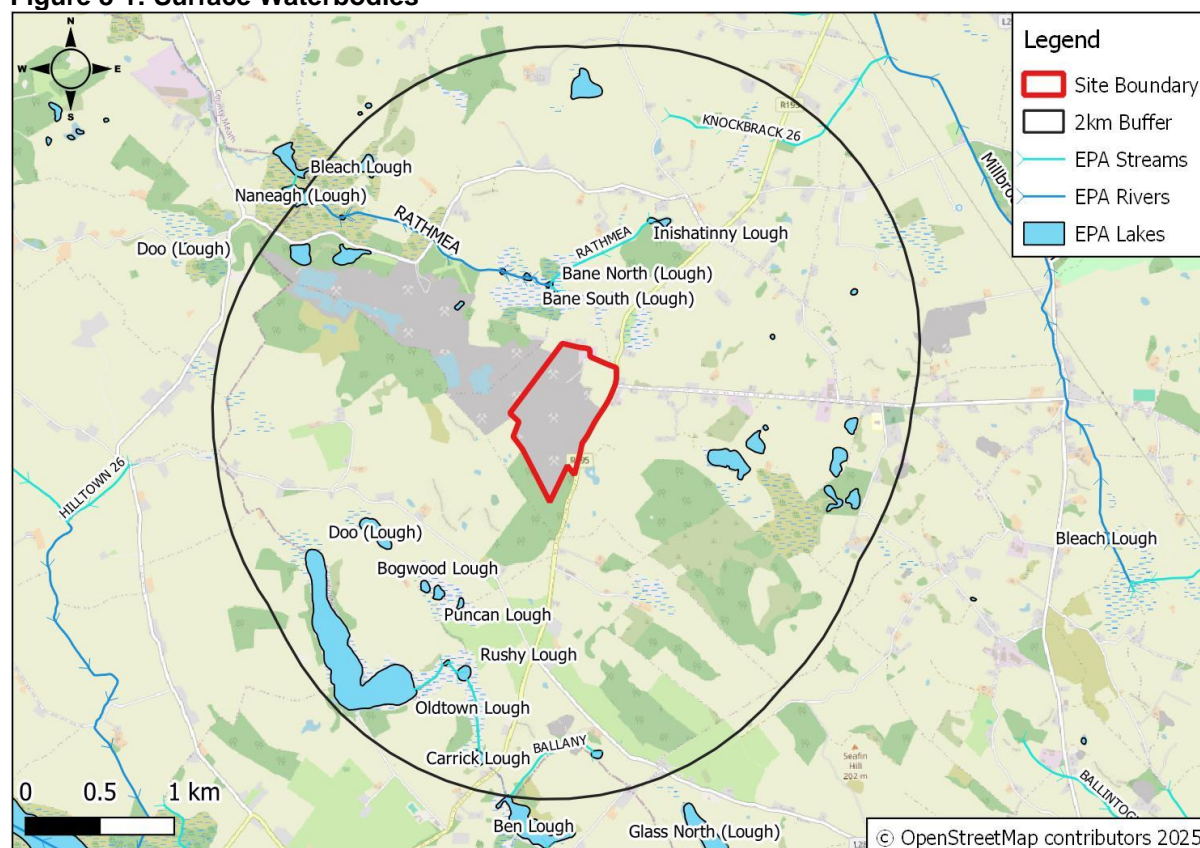 Figure 8-1: Surface Waterbodies
N
W
E
S
Legend
Site Boundary
2km Buffer
EPA Streams
EPA Rivers
EPA Lakes
County Meath
R195
KNOCKBRACK 26
Bleach Lough
Naneagh (Lough)
RATHMEA
Doo (Lough)
RATHMEA
Inishatinny Lough
Bane North (Lough)
Bane South (Lough)
HILLTOWN 26
Doo (Lough)
Bogwood Lough
Puncan Lough
Bleach Lough
Rushy Lough
Oldtown Lough
Carrick Lough
BALLANY
Seafin
Hill
202 m
0 0.5 1 km
Ben Lough
Glass North (Lough)
© OpenStreetMap contributors 2025